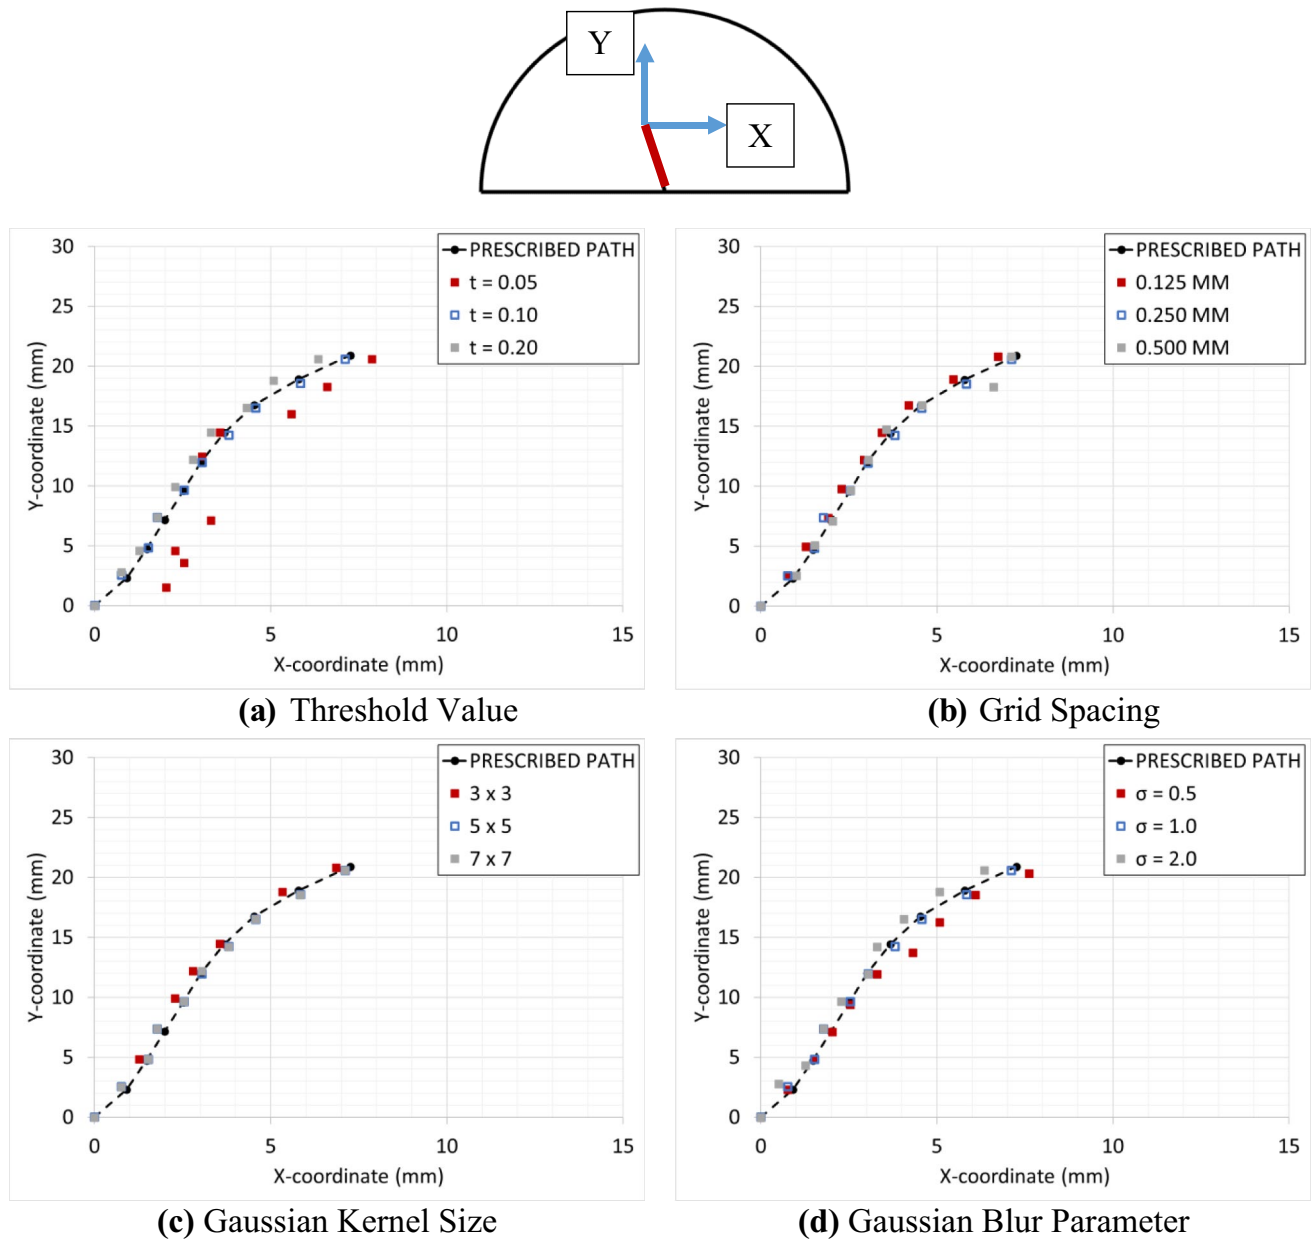 Y
X
30
25
20
15
10
5
0
0 5 10 15
Y-coordinate (mm)
X-coordinate (mm)
PRESCRIBED PATH
t = 0.05
t = 0.10
t = 0.20
(a) Threshold Value
30
25
20
15
10
5
0
0 5 10 15
Y-coordinate (mm)
X-coordinate (mm)
PRESCRIBED PATH
0.125 MM
0.250 MM
0.500 MM
(b) Grid Spacing
30
25
20
15
10
5
0
0 5 10 15
Y-coordinate (mm)
X-coordinate (mm)
PRESCRIBED PATH
3 x 3
5 x 5
7 x 7
(c) Gaussian Kernel Size
30
25
20
15
10
5
0
0 5 10 15
Y-coordinate (mm)
X-coordinate (mm)
PRESCRIBED PATH
σ = 0.5
σ = 1.0
σ = 2.0
(d) Gaussian Blur Parameter